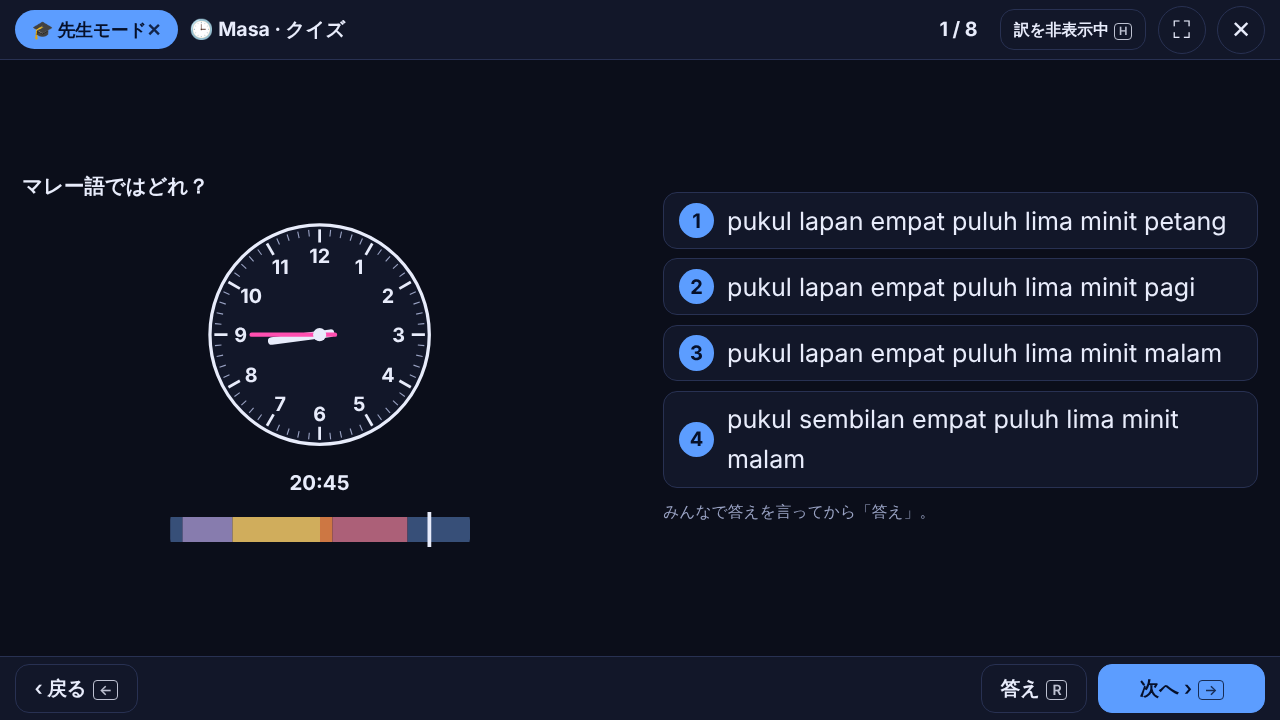 🎓 先生モード✕
🕒 Masa · クイズ
1 / 8
訳を非表示中 H
✕
マレー語ではどれ？
12
11
1
10
2
9
3
8
4
7
5
6
20:45
1 pukul lapan empat puluh lima minit petang
2 pukul lapan empat puluh lima minit pagi
3 pukul lapan empat puluh lima minit malam
4 pukul sembilan empat puluh lima minit
malam
みんなで答えを言ってから「答え」。
‹ 戻る ←
答え R
次へ › →